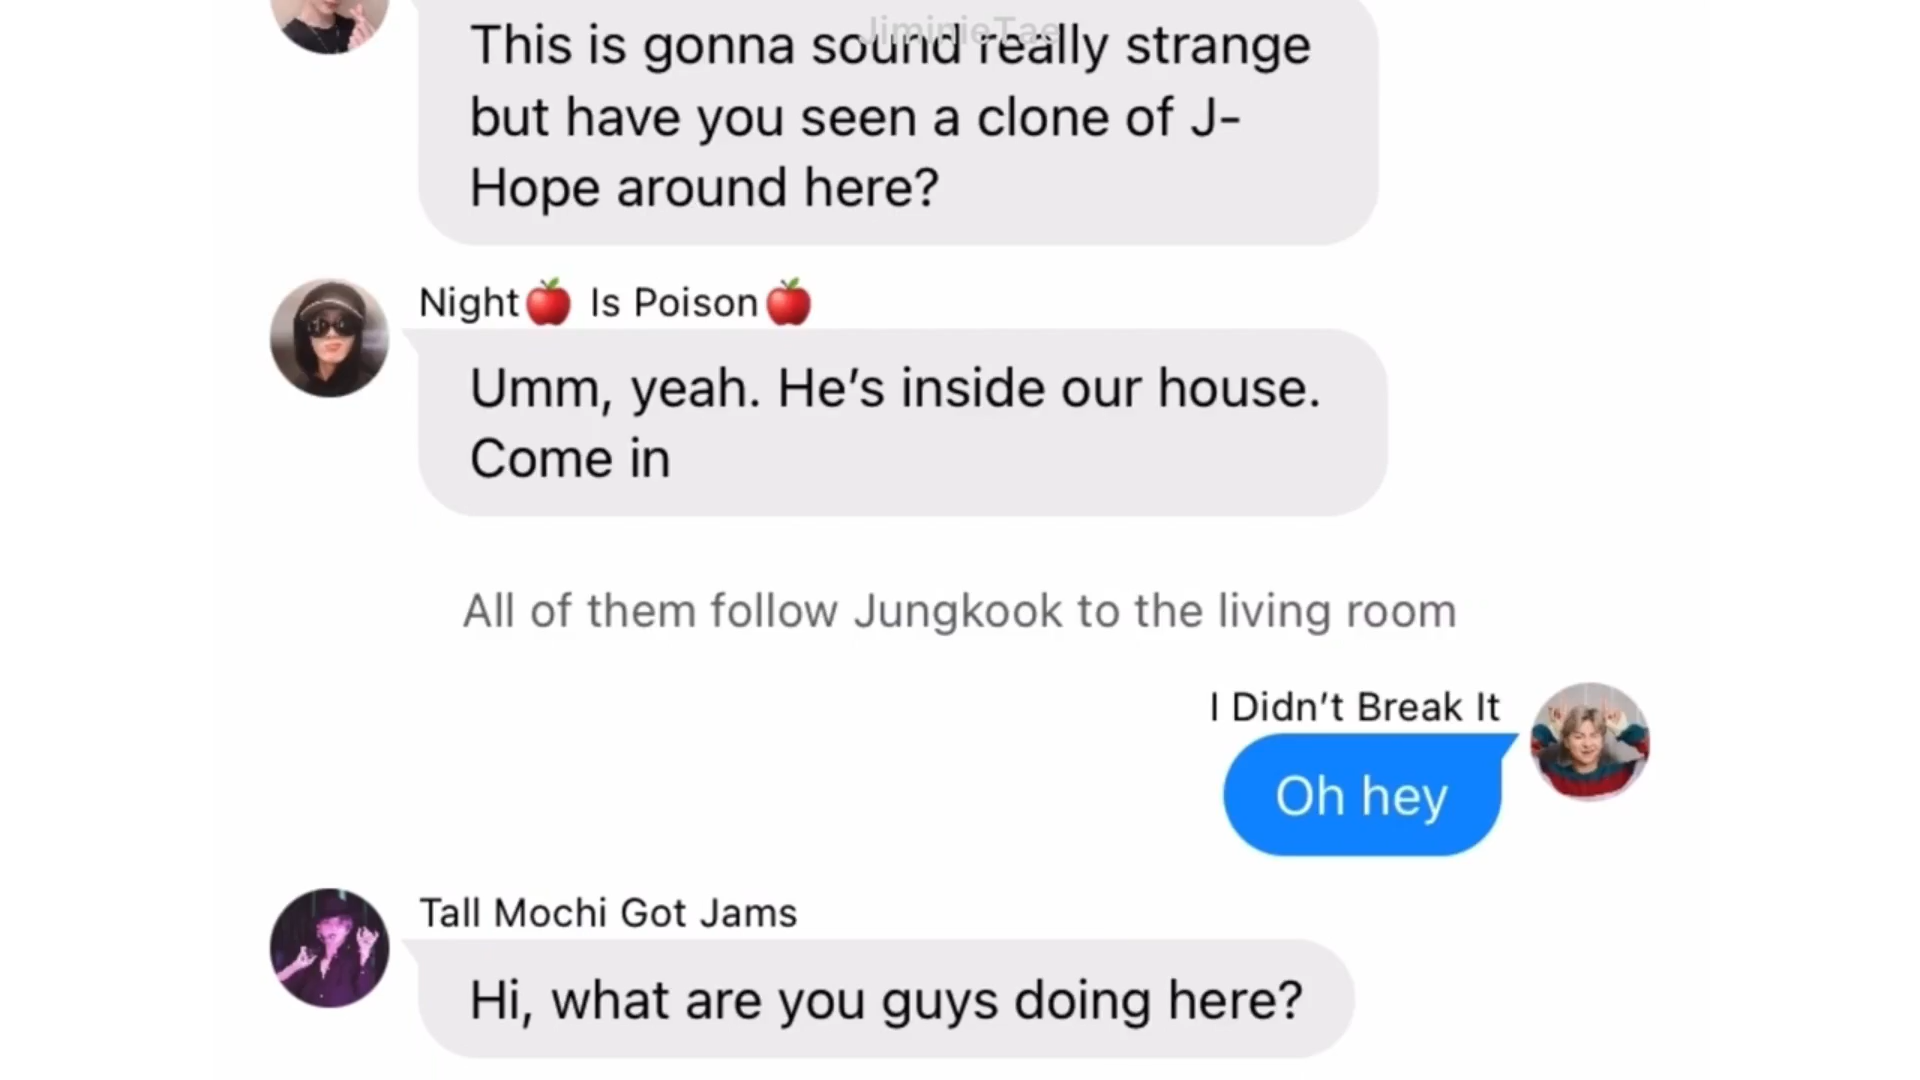 JiminieTae
This is gonna sound really strange
but have you seen a clone of J-
Hope around here?
Night🍎 Is Poison🍎
Umm, yeah. He’s inside our house.
Come in
All of them follow Jungkook to the living room
I Didn’t Break It
Oh hey
Tall Mochi Got Jams
Hi, what are you guys doing here?